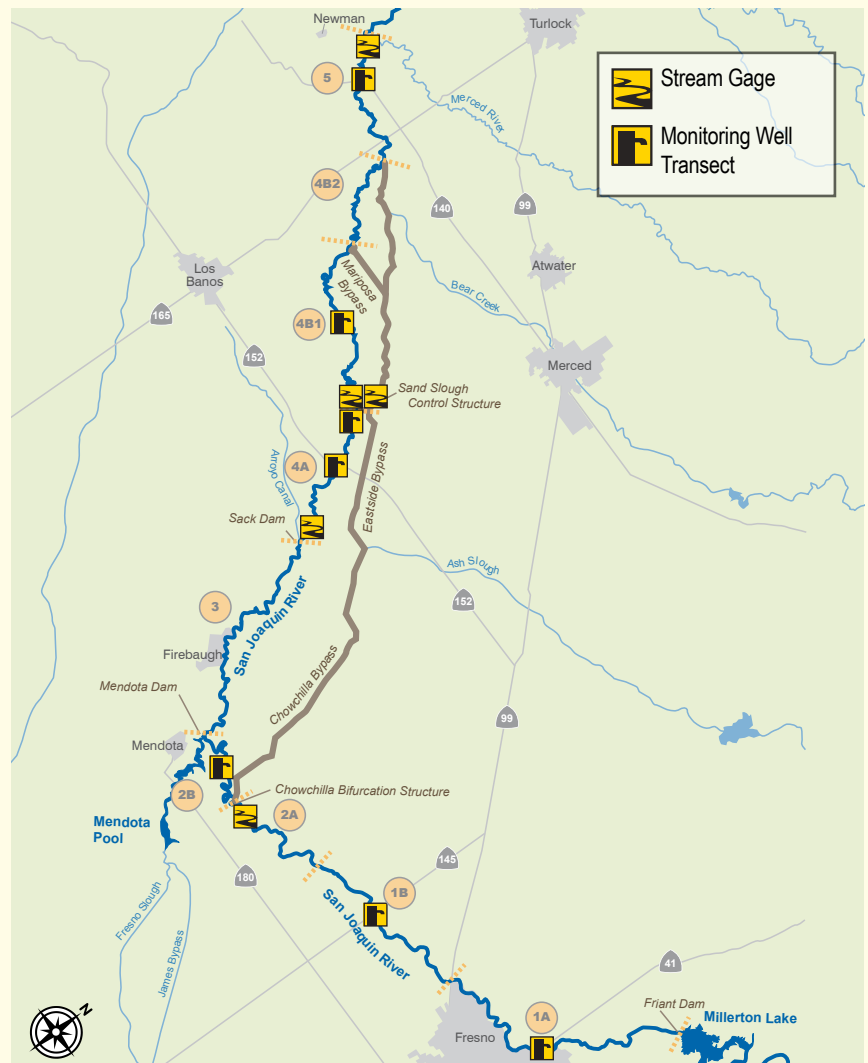 Newman
Turlock
Stream Gage
Monitoring Well
Transect
5
Merced River
4B2
140
99
Los
Banos
Mariposa
Bypass
Atwater
Bear Creek
165
4B1
152
Merced
Sand Slough
Control Structure
Arroyo Canal
4A
Eastside Bypass
Sack Dam
Ash Slough
3
San Joaquin River
152
Firebaugh
Chowchilla Bypass
Mendota Dam
99
Mendota
Chowchilla Bifurcation Structure
2B
2A
Mendota
Pool
145
180
1B
Fresno Slough
San Joaquin River
James Bypass
41
N
Friant Dam
1A
Millerton Lake
Fresno